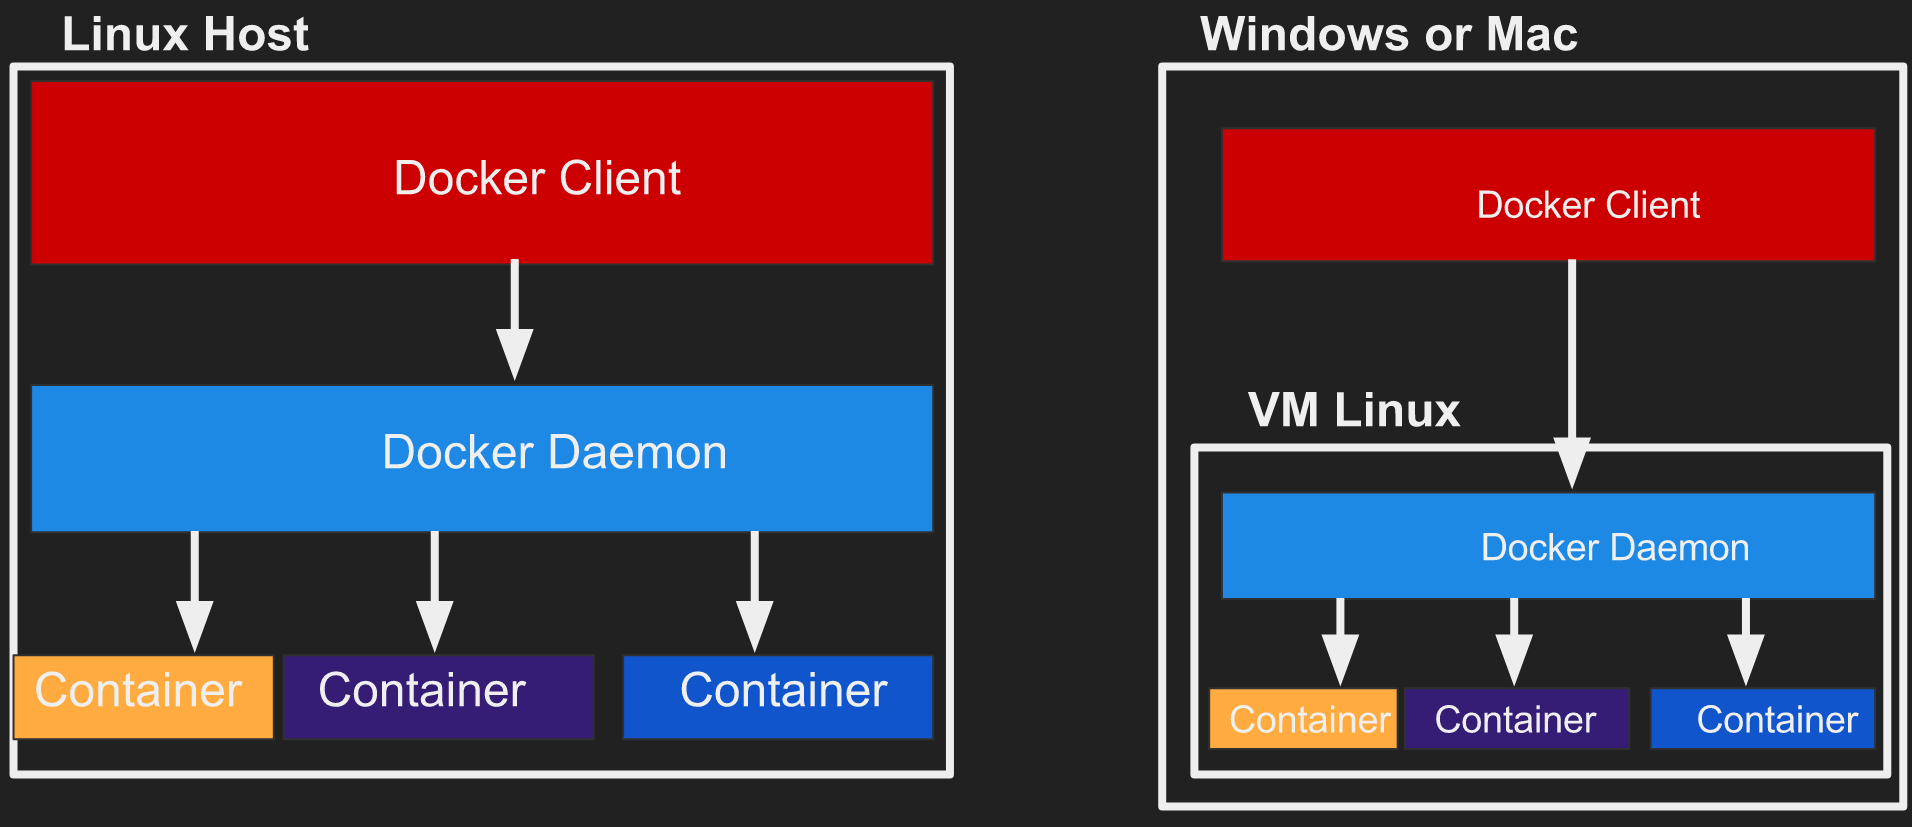 Linux Host
Docker Client
Docker Daemon
Container
Container
Container
Windows or Mac
Docker Client
VM Linux
Docker Daemon
Container
Container
Container